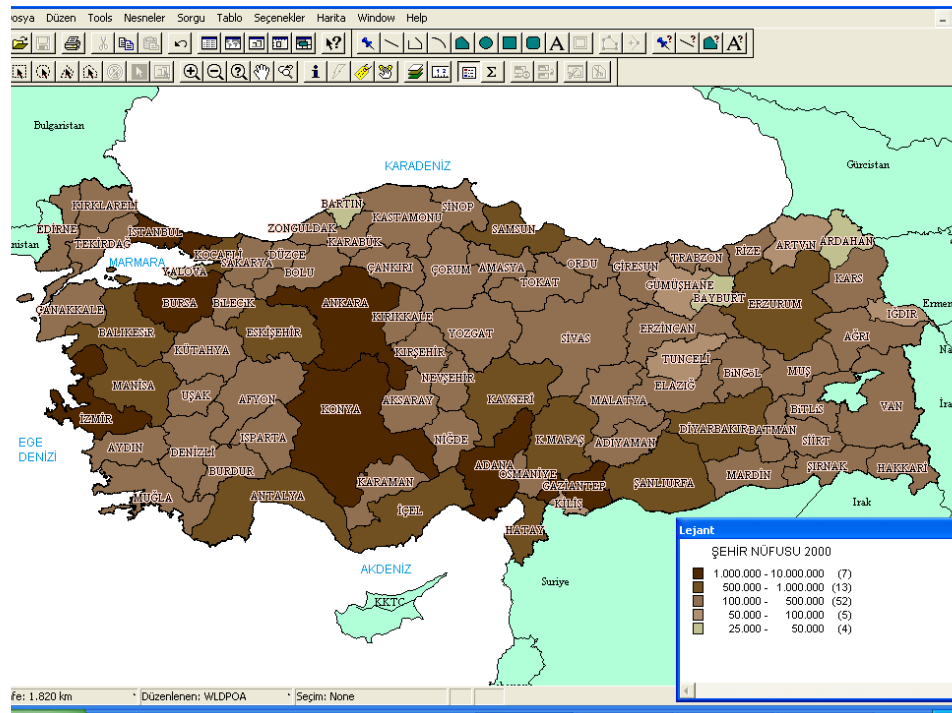 osya Düzen Tools Nesneler Sorgu Tablo Seçenekler Harita Window Help
Bulgaristan
KARADENİZ
Gürcistan
KIRKLARELİ
EDİRNE
TEKİRDAĞ
İSTANBUL
KOCAELİ
nistan
MARMARA
YALOVA
SAKARYA
DÜZCE
BOLU
ZONGULDAK
BARTIN
KARABÜK
KASTAMONU
SİNOP
SAMSUN
ÇANKIRI
ÇORUM
AMASYA
TOKAT
ORDU
GİRESUN
TRABZON
RİZE
ARTVİN
ARDAHAN
GÜMÜŞHANE
BAYBURT
ERZURUM
KARS
IGDIR
Ermen
ÇANAKKALE
BURSA
BİLECİK
ANKARA
KIRIKKALE
BALIKESİR
ESKİŞEHİR
KÜTAHYA
YOZGAT
SİVAS
ERZİNCAN
TUNCELİ
AĞRI
Na
KIRŞEHİR
NEVŞEHİR
ELAZIĞ
BİNGÖL
MUŞ
MANİSA
UŞAK
AFYON
KONYA
AKSARAY
KAYSERİ
MALATYA
BİTLİS
VAN
İra
İZMİR
EGE
DENİZİ
AYDIN
DENİZLİ
ISPARTA
BURDUR
NİĞDE
K.MARAŞ
ADIYAMAN
DİYARBAKIR
BATMAN
SİİRT
ŞIRNAK
HAKKARİ
MUĞLA
ANTALYA
KARAMAN
İÇEL
ADANA
OSMANİYE
GAZİANTEP
KİLİS
ŞANLIURFA
MARDİN
HATAY
Irak
AKDENİZ
KKTC
Suriye
Lejant
ŞEHİR NÜFUSU 2000
1.000.000 - 10.000.000 (7)
500.000 - 1.000.000 (13)
100.000 - 500.000 (52)
50.000 - 100.000 (5)
25.000 - 50.000 (4)
fe: 1.820 km Düzenlenen: WLDPOA Seçim: None